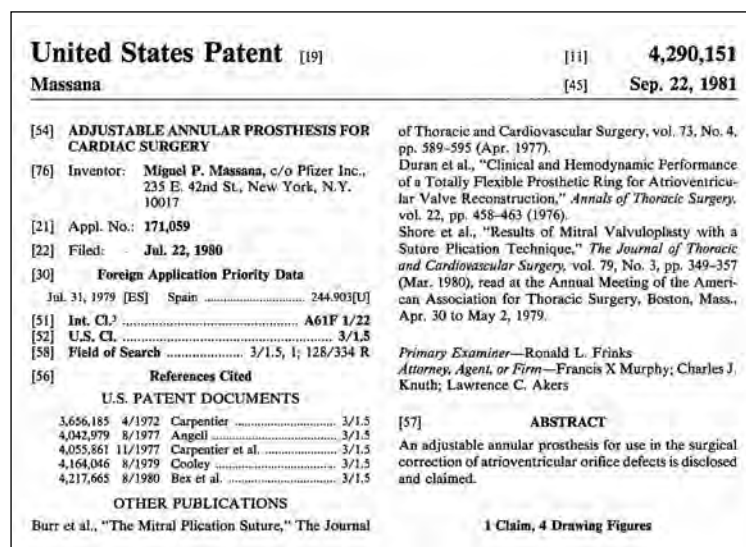 United States Patent [19]
[11] 4,290,151
Massana
[45] Sep. 22, 1981
[54] ADJUSTABLE ANNULAR PROSTHESIS FOR
CARDIAC SURGERY
[76] Inventor: Miguel P. Massana, c/o Pfizer Inc.,
235 E. 42nd St., New York, N.Y.
10017
[21] Appl. No.: 171,059
[22] Filed: Jul. 22, 1980
[30] Foreign Application Priority Data
Jul. 31, 1979 [ES] Spain .............................. 244.903[U]
[51] Int. Cl.³ ........................................ A61F 1/22
[52] U.S. Cl. ............................................. 3/1.5
[58] Field of Search .................. 3/1.5, 1; 128/334 R
[56] References Cited
U.S. PATENT DOCUMENTS
3,656,185 4/1972 Carpentier .............................. 3/1.5
4,042,979 8/1977 Angell .................................... 3/1.5
4,055,861 11/1977 Carpentier et al. ..................... 3/1.5
4,164,046 8/1979 Cooley ................................... 3/1.5
4,217,665 8/1980 Bex et al. ............................... 3/1.5
OTHER PUBLICATIONS
Burr et al., "The Mitral Plication Suture," The Journal
of Thoracic and Cardiovascular Surgery, vol. 73, No. 4,
pp. 589-595 (Apr. 1977).
Duran et al., "Clinical and Hemodynamic Performance
of a Totally Flexible Prosthetic Ring for Atrioventricu-
lar Valve Reconstruction," Annals of Thoracic Surgery,
vol. 22, pp. 458-463 (1976).
Shore et al., "Results of Mitral Valvuloplasty with a
Suture Plication Technique," The Journal of Thoracic
and Cardiovascular Surgery, vol. 79, No. 3, pp. 349-357
(Mar. 1980), read at the Annual Meeting of the Ameri-
can Association for Thoracic Surgery, Boston, Mass.,
Apr. 30 to May 2, 1979.
Primary Examiner—Ronald L. Frinks
Attorney, Agent, or Firm—Francis X Murphy; Charles J.
Knuth; Lawrence C. Akers
[57] ABSTRACT
An adjustable annular prosthesis for use in the surgical
correction of atrioventricular orifice defects is disclosed
and claimed.
1 Claim, 4 Drawing Figures